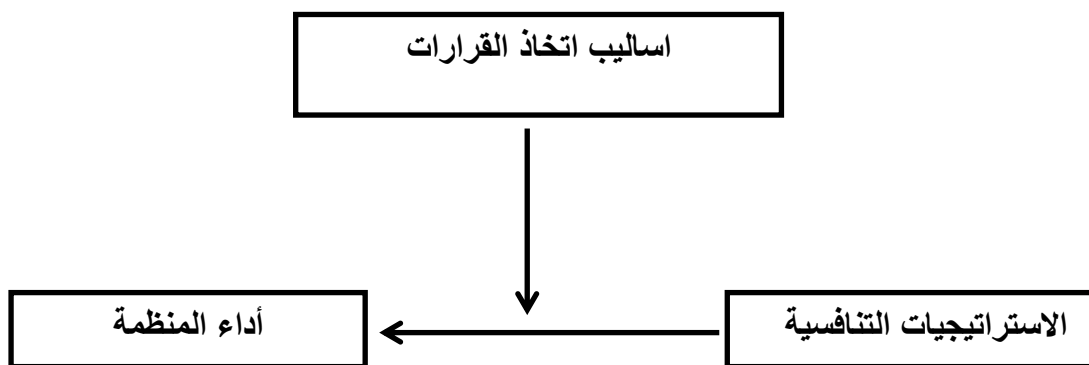 اساليب اتخاذ القرارات
الاستراتيجيات التنافسية
أداء المنظمة